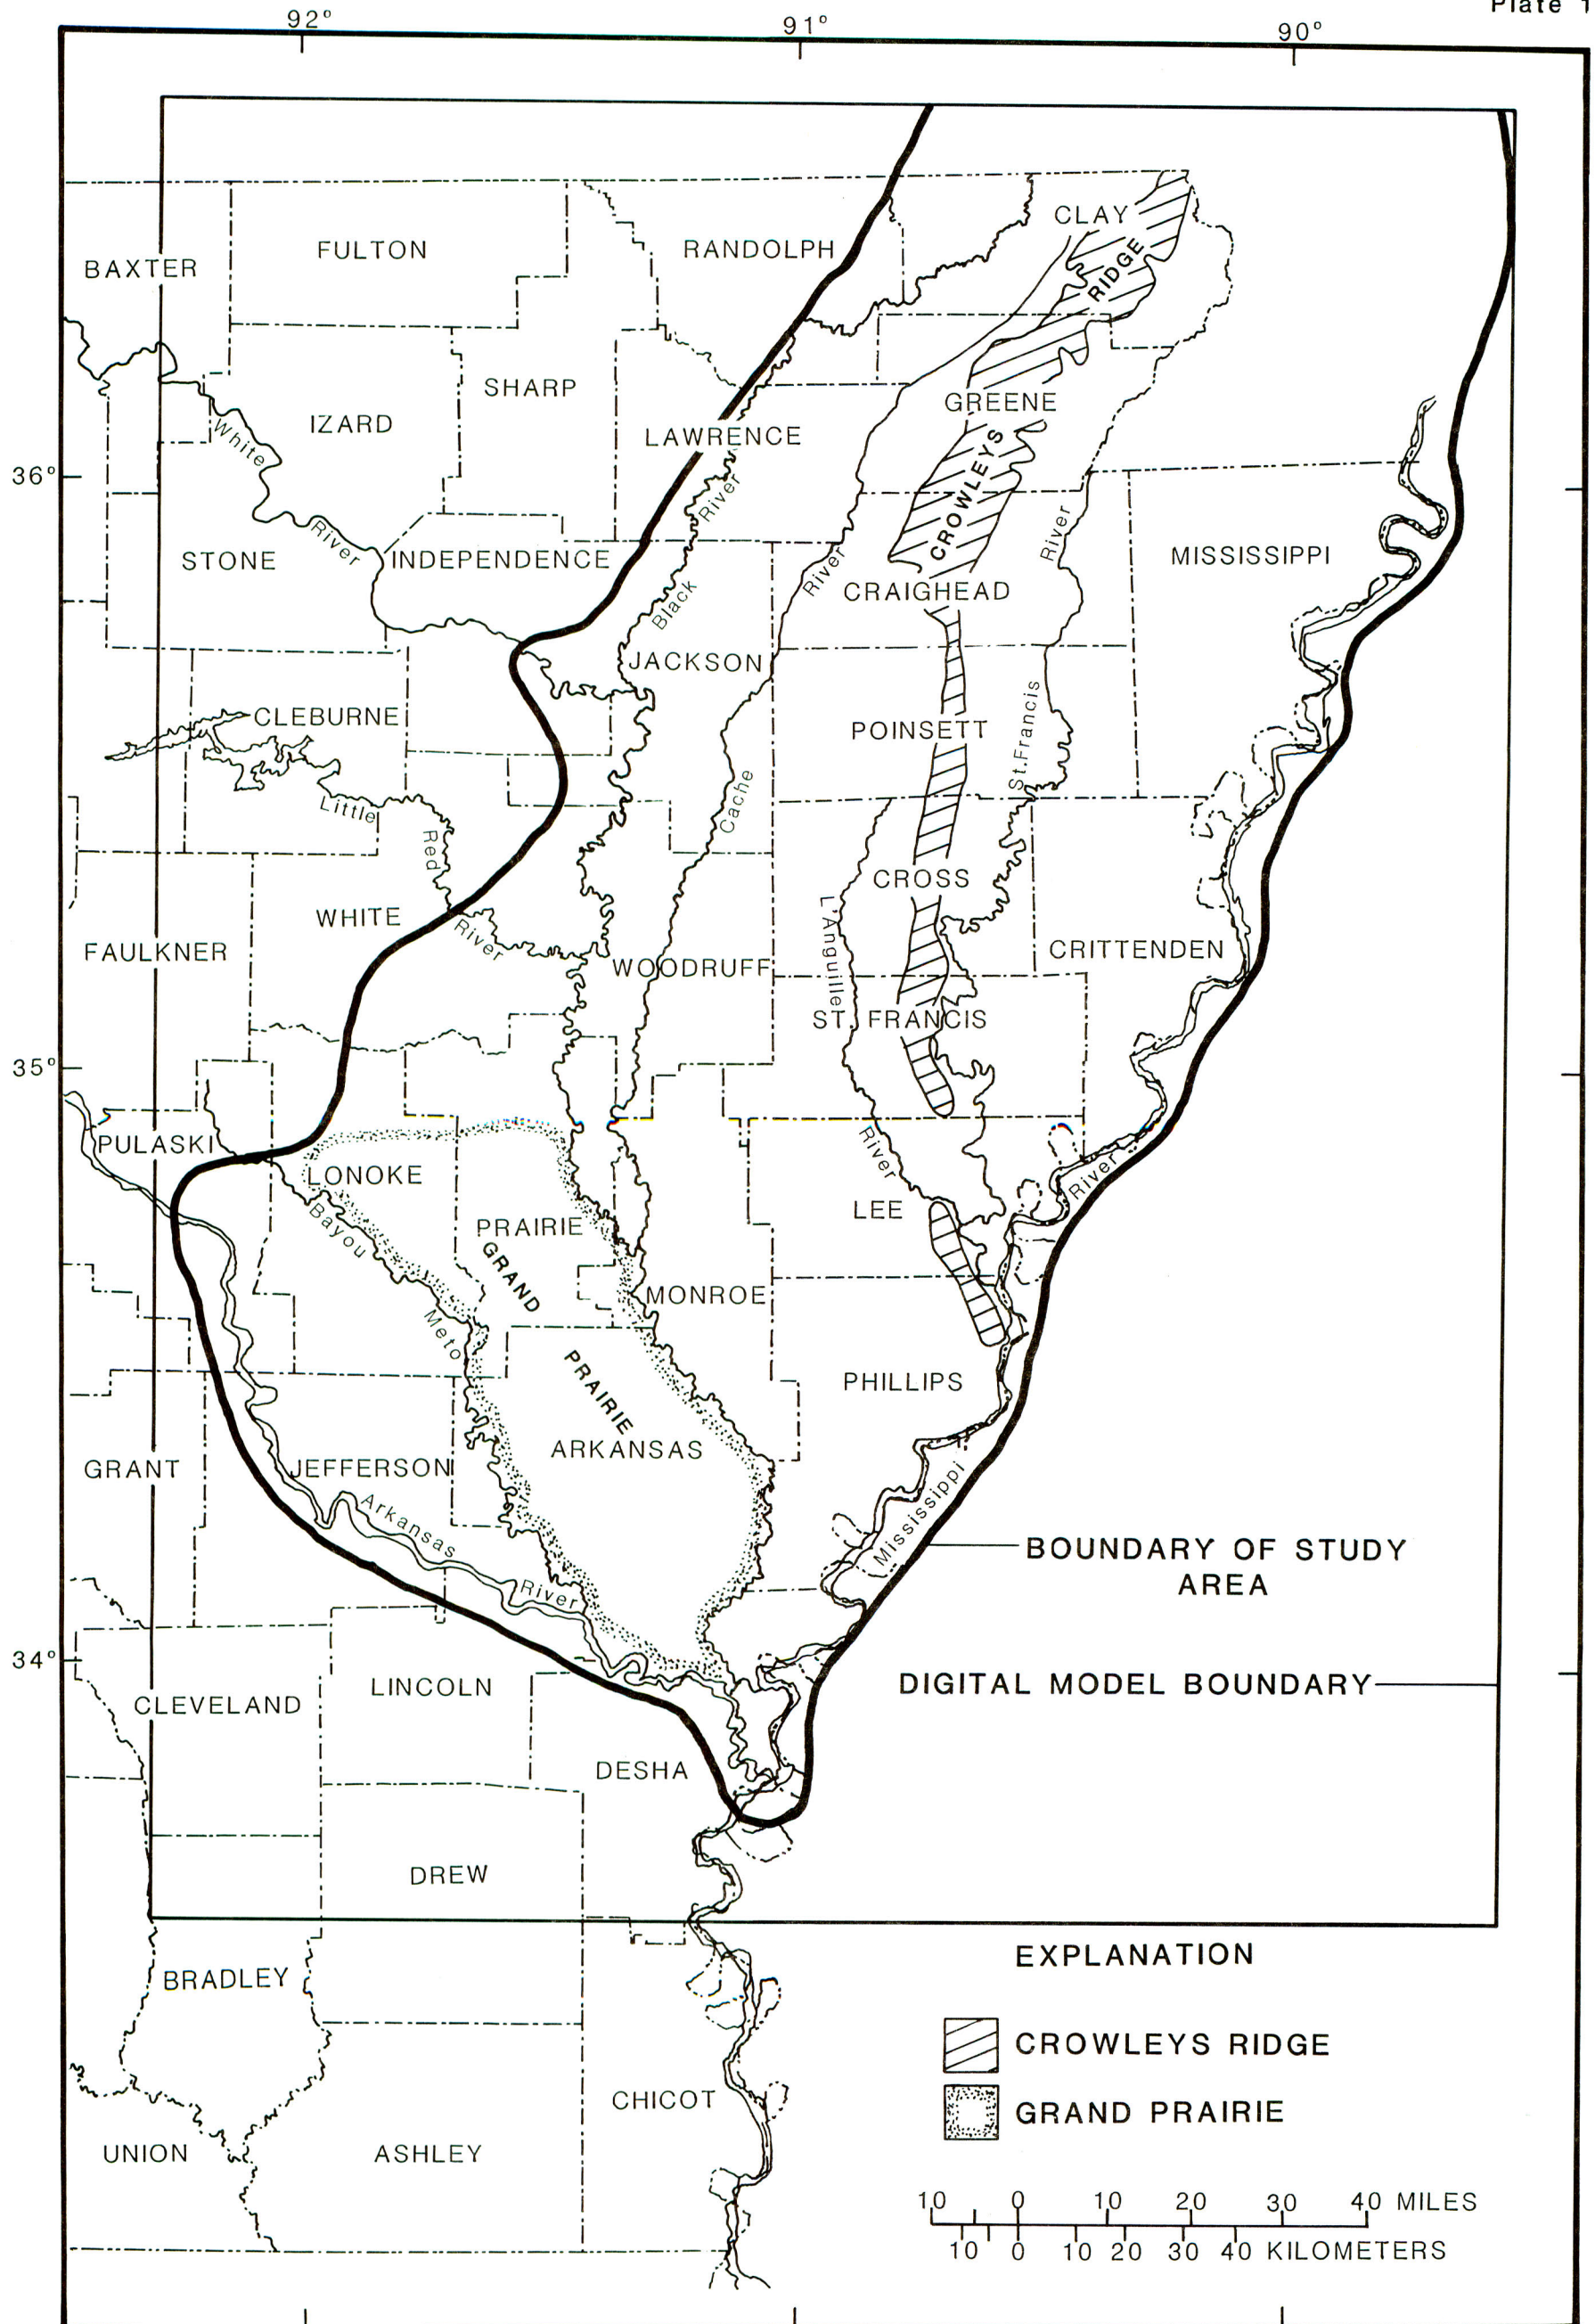 Plate 1
92°
91°
90°
CLAY
FULTON
RANDOLPH
BAXTER
RIDGE
SHARP
GREENE
IZARD
LAWRENCE
White
CROWLEYS
36°
River
River
River
STONE
INDEPENDENCE
MISSISSIPPI
River
CRAIGHEAD
Black
JACKSON
CLEBURNE
POINSETT
St. Francis
Little
Cache
Red
CROSS
WHITE
River
L'Anguille
FAULKNER
CRITTENDEN
WOODRUFF
ST. FRANCIS
35°
PULASKI
River
LONOKE
River
Bayou
LEE
PRAIRIE
GRAND
MONROE
Meto
PRAIRIE
PHILLIPS
ARKANSAS
GRANT
JEFFERSON
Arkansas
Mississippi
BOUNDARY OF STUDY
AREA
River
34°
LINCOLN
DIGITAL MODEL BOUNDARY
CLEVELAND
DESHA
DREW
EXPLANATION
BRADLEY
CROWLEYS RIDGE
CHICOT
GRAND PRAIRIE
UNION
ASHLEY
10 0 10 20 30 40 MILES
10 0 10 20 30 40 KILOMETERS